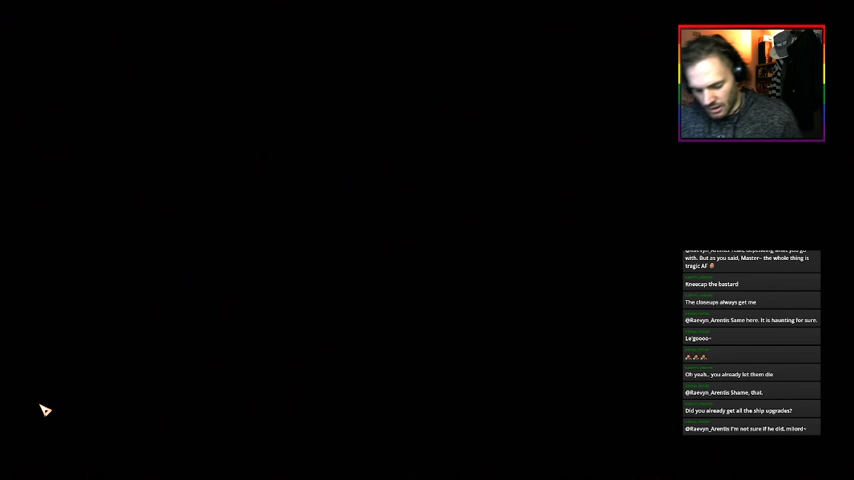 with. But as you said, Master~ the whole thing is
tragic AF
Kneecap the bastard
The closeups always get me
@Raevyn_Arentis Same here. It is haunting for sure.
Le'goooo~
Oh yeah.. you already let them die
@Raevyn_Arentis Shame, that.
Did you already get all the ship upgrades?
@Raevyn_Arentis I'm not sure if he did, milord~